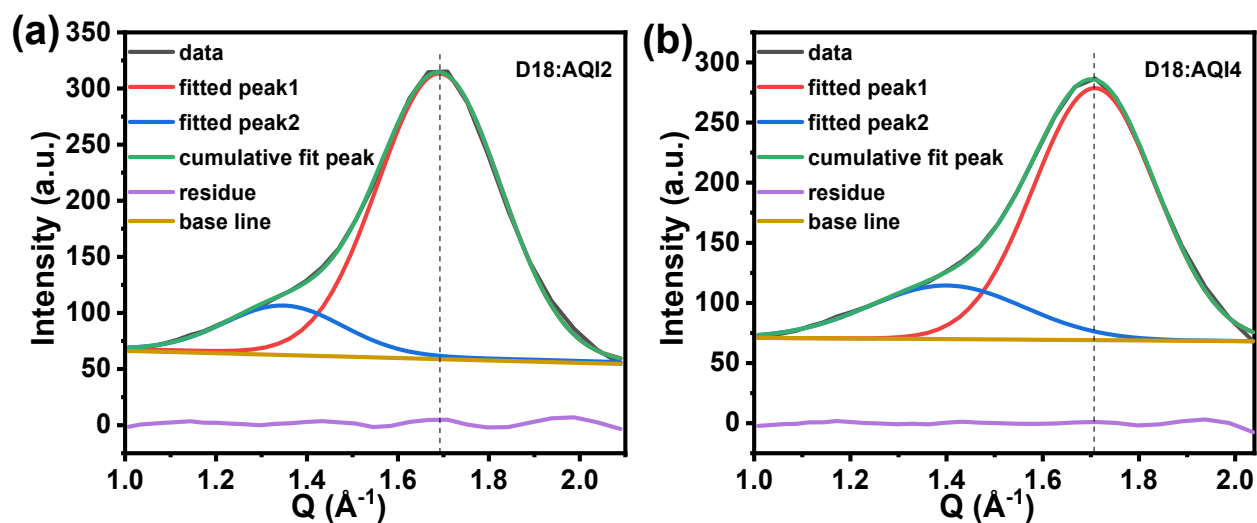 (a)
D18:AQI2
data
fitted peak1
fitted peak2
cumulative fit peak
residue
base line
Intensity (a.u.)
350
300
250
200
150
100
50
0
1.0 1.2 1.4 1.6 1.8 2.0
Q (Å⁻¹)
(b)
D18:AQI4
data
fitted peak1
fitted peak2
cumulative fit peak
residue
base line
Intensity (a.u.)
300
250
200
150
100
50
0
1.0 1.2 1.4 1.6 1.8 2.0
Q (Å⁻¹)